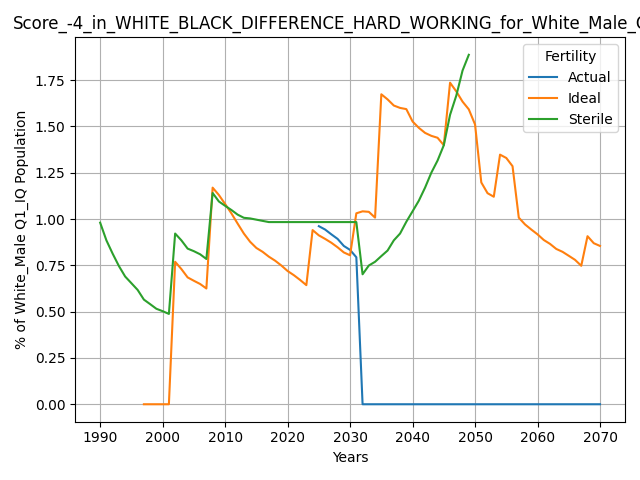 Score_-4_in_WHITE_BLACK_DIFFERENCE_HARD_WORKING_for_White_Male_
Fertility
Actual
Ideal
Sterile
% of White_Male Q1_IQ Population
1.75
1.50
1.25
1.00
0.75
0.50
0.25
0.00
1990 2000 2010 2020 2030 2040 2050 2060 2070
Years